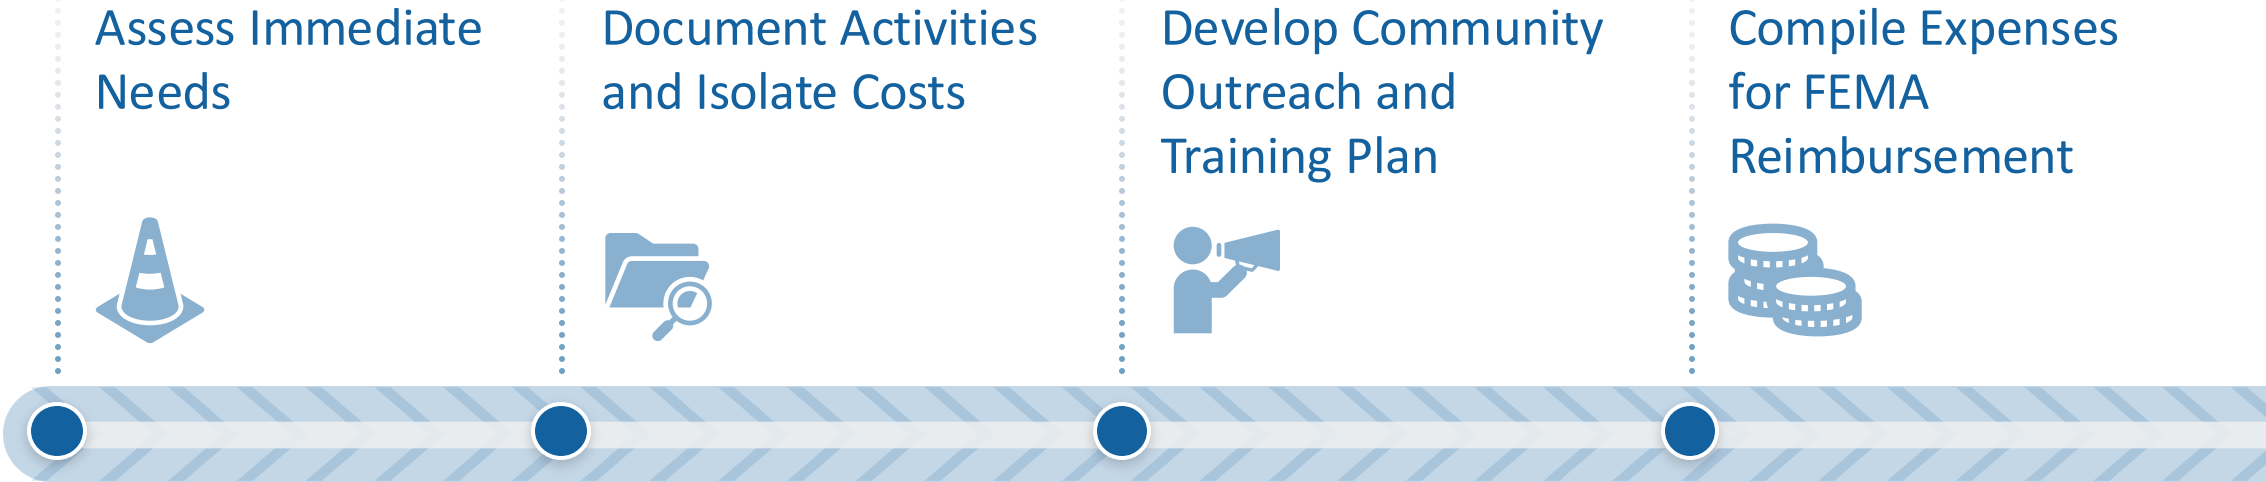 Assess Immediate
Needs
Document Activities
and Isolate Costs
Develop Community
Outreach and
Training Plan
Compile Expenses
for FEMA
Reimbursement